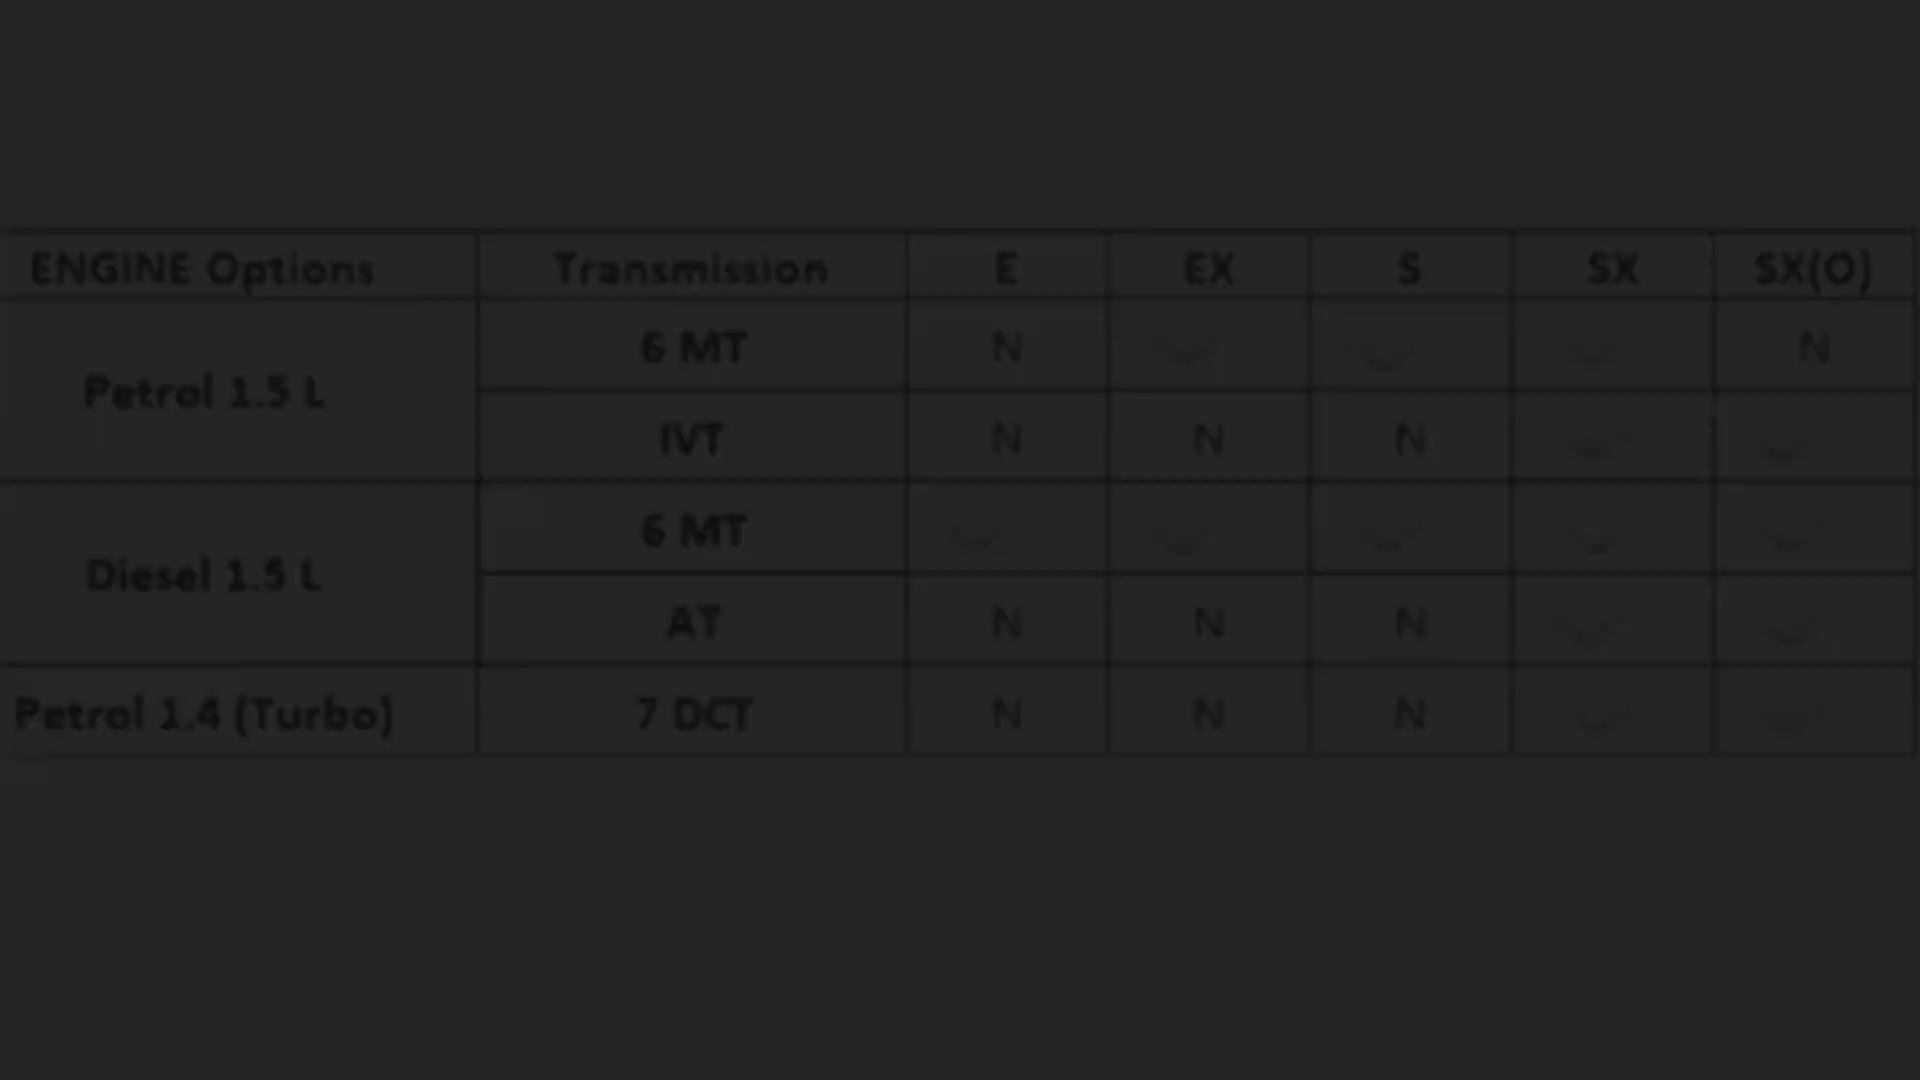 ENGINE Options Transmission E EX S SX SX(O)
Petrol 1.5 L 6 MT N N
IVT N N N
Diesel 1.5 L 6 MT
AT N N N
Petrol 1.4 (Turbo) 7 DCT N N N